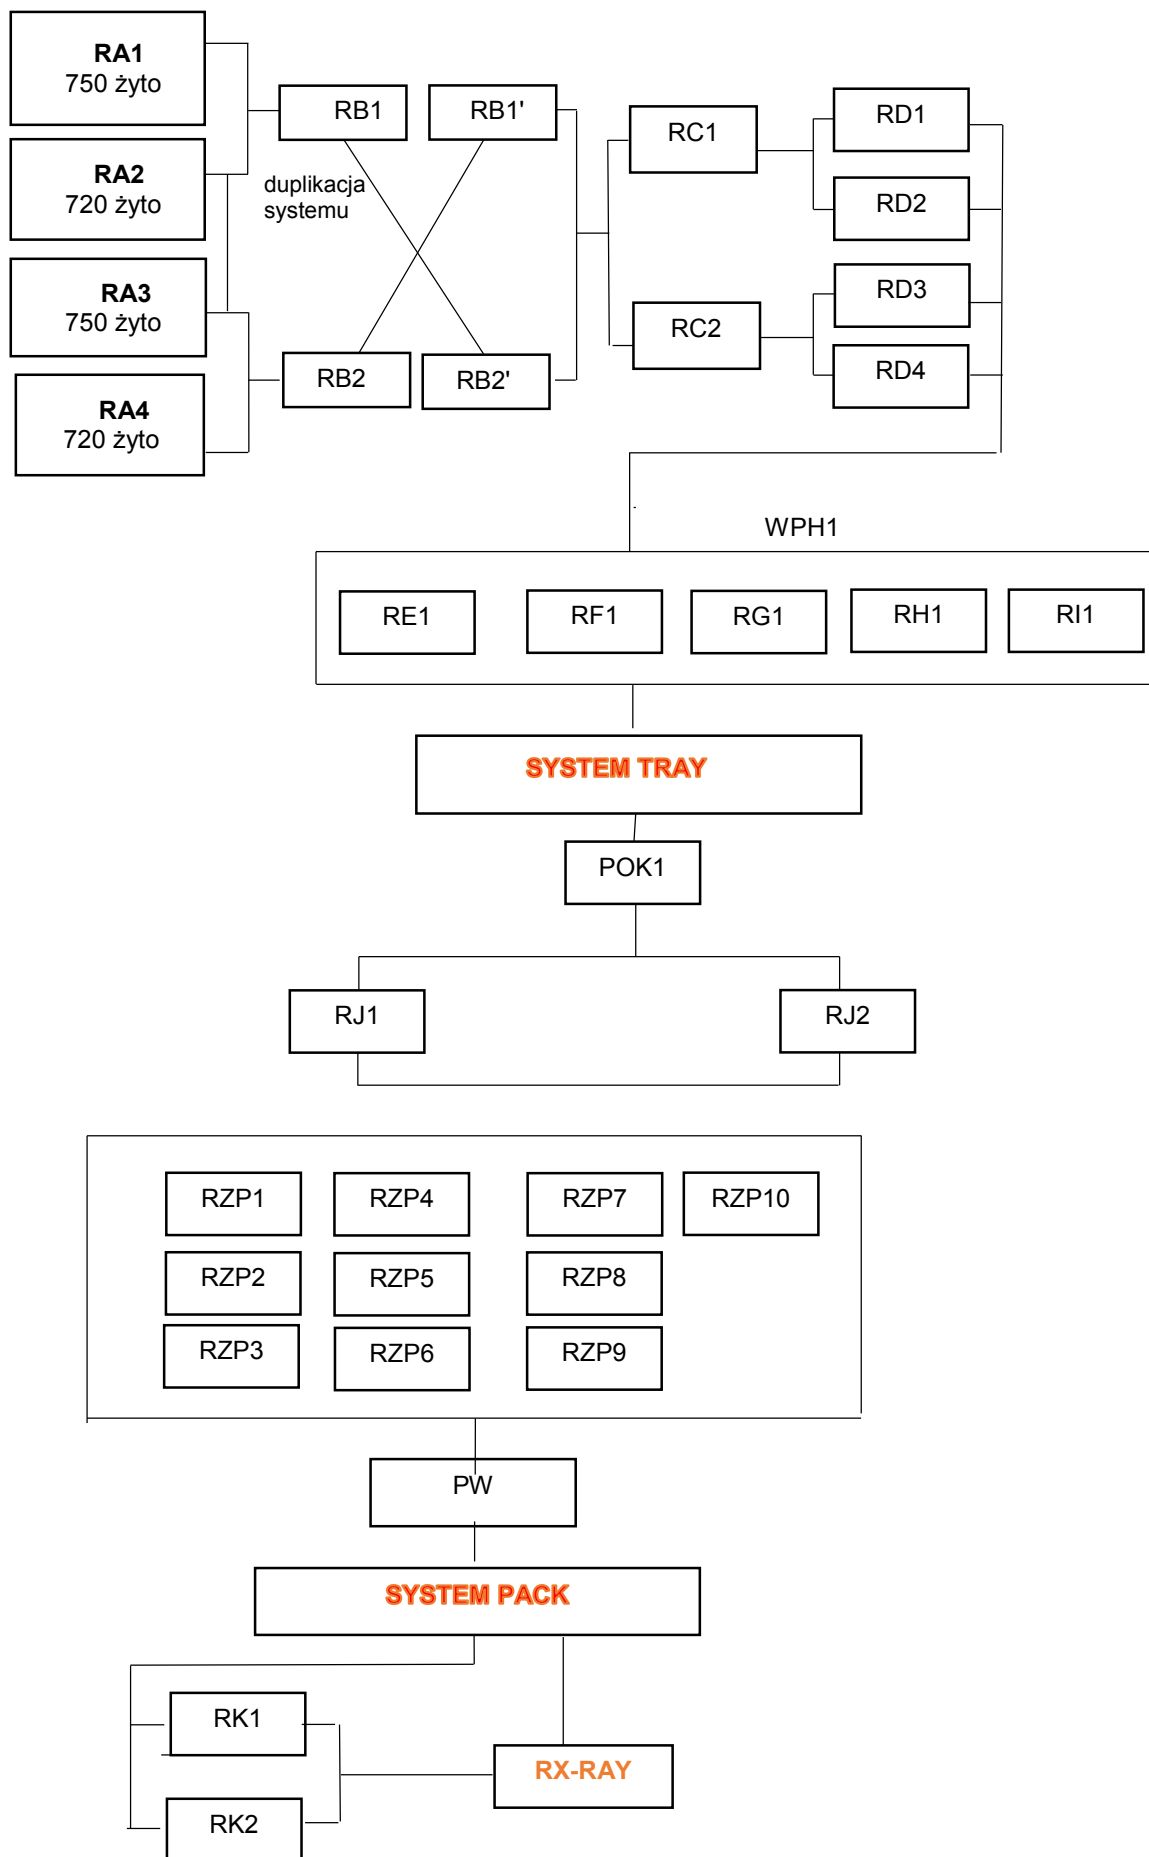 RA1
750 żyto
RB1
RB1'
RC1
RD1
RA2
720 żyto
duplikacja
systemu
RD2
RA3
750 żyto
RD3
RC2
RB2
RB2'
RD4
RA4
720 żyto
WPH1
RE1
RF1
RG1
RH1
RI1
SYSTEM TRAY
POK1
RJ1
RJ2
RZP1
RZP4
RZP7
RZP10
RZP2
RZP5
RZP8
RZP3
RZP6
RZP9
PW
SYSTEM PACK
RK1
RX-RAY
RK2